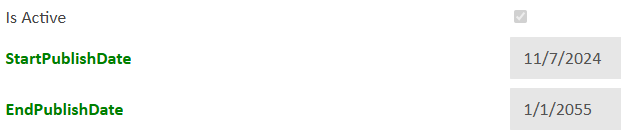 Is Active
StartPublishDate 11/7/2024
EndPublishDate 1/1/2055